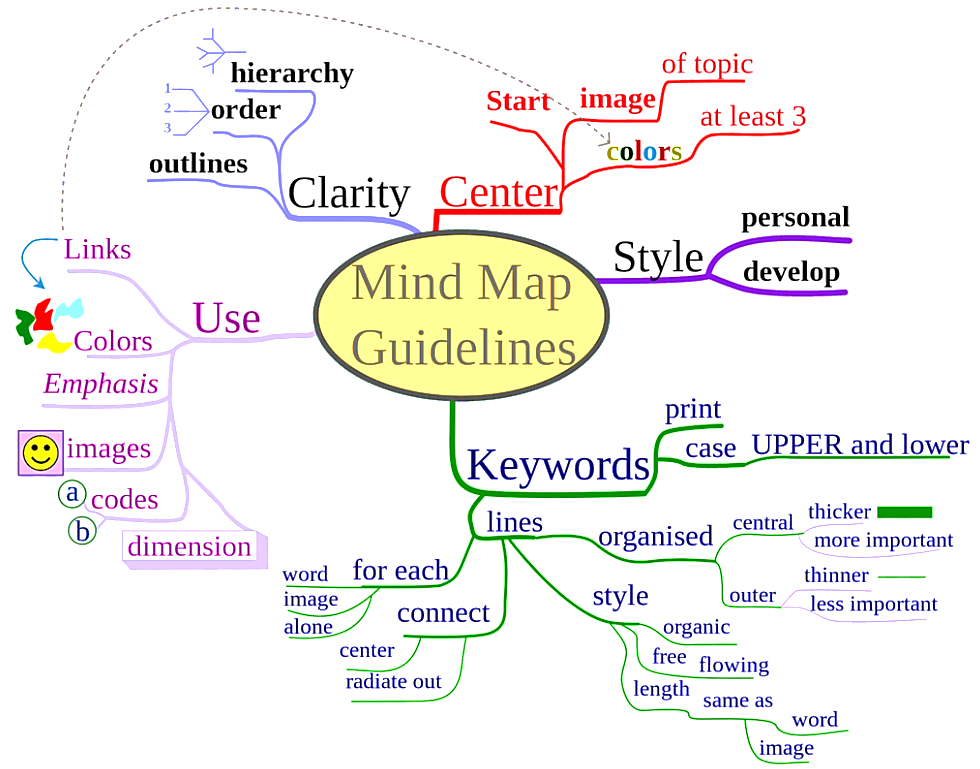 Mind Map
Guidelines
Center
Start
image
of topic
colors
at least 3
Style
personal
develop
Keywords
print
case
UPPER and lower
lines
organised
central
thicker
more important
outer
thinner
less important
style
organic
free flowing
length
same as
word
image
connect
center
radiate out
for each
word
image
alone
Use
Links
Colors
Emphasis
images
codes
a
b
dimension
Clarity
hierarchy
order
1
2
3
outlines